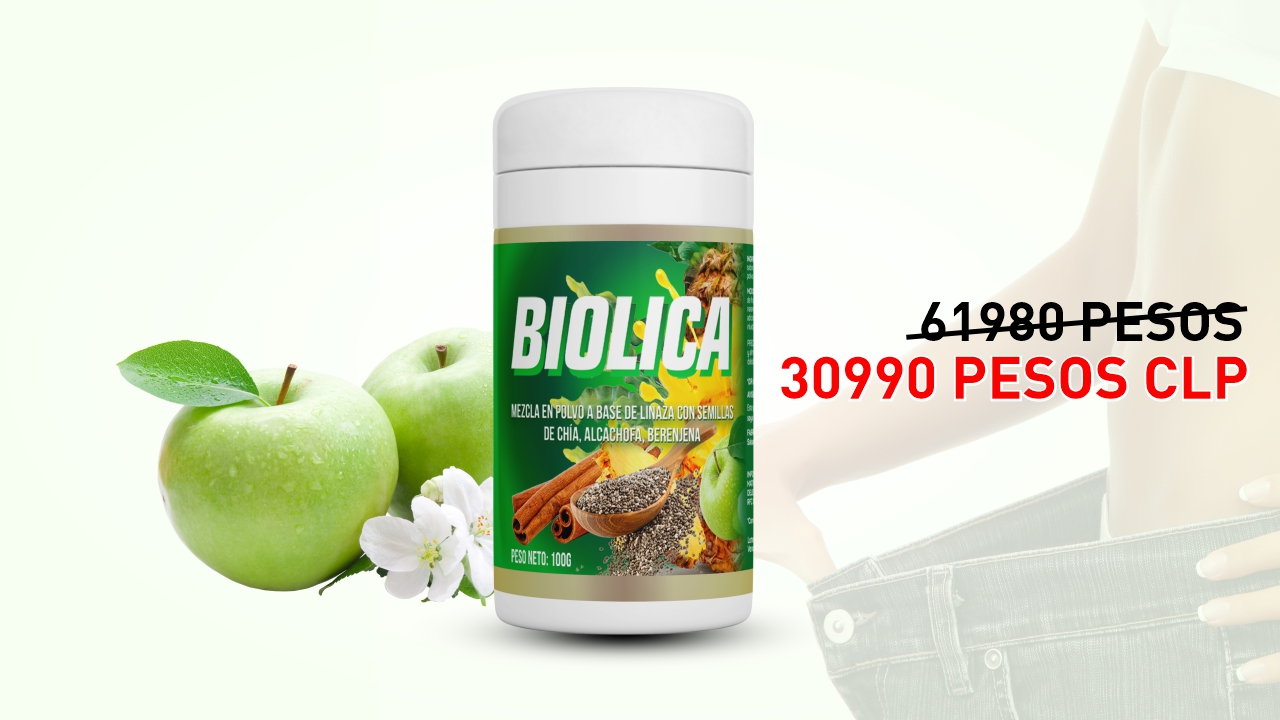 BIOLICA
MEZCLA EN POLVO A BASE DE LINAZA CON SEMILLAS
DE CHÍA, ALCACHOFA, BERENJENA
PESO NETO: 100G
61980 PESOS
30990 PESOS CLP